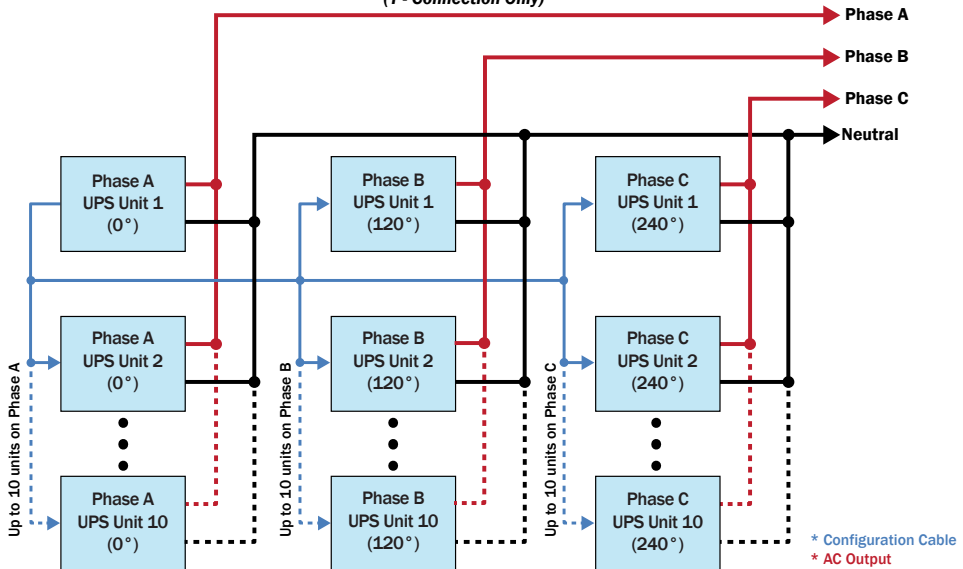 (Y - Connection Only)
Phase A
Phase B
Phase C
Neutral
Phase A
UPS Unit 1
(0°)
Phase B
UPS Unit 1
(120°)
Phase C
UPS Unit 1
(240°)
Phase A
UPS Unit 2
(0°)
Phase B
UPS Unit 2
(120°)
Phase C
UPS Unit 2
(240°)
Up to 10 units on Phase A
Up to 10 units on Phase B
Up to 10 units on Phase C
Phase A
UPS Unit 10
(0°)
Phase B
UPS Unit 10
(120°)
Phase C
UPS Unit 10
(240°)
* Configuration Cable
* AC Output